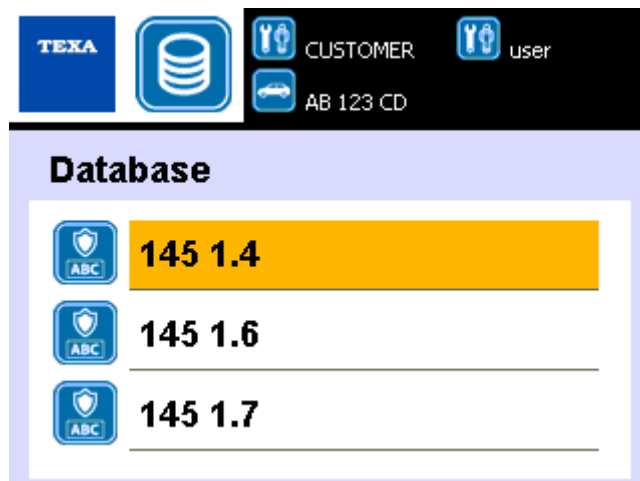 TEXA
CUSTOMER
user
AB 123 CD
Database
ABC
145 1.4
ABC
145 1.6
ABC
145 1.7